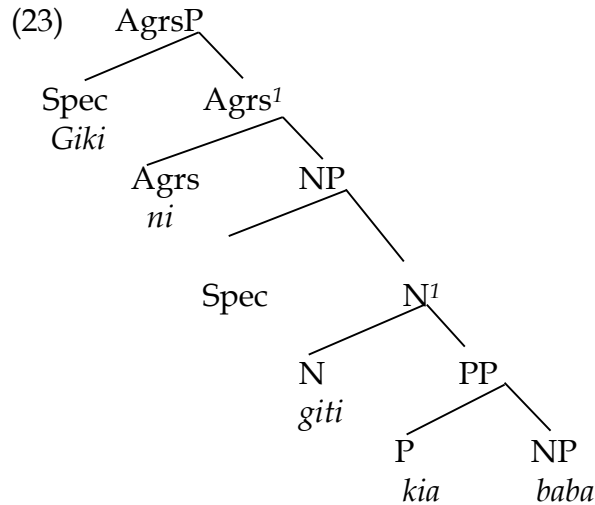 (23) AgrsP
Spec Agrs¹
Giki
Agrs NP
ni
Spec N¹
N PP
giti
P NP
kia baba